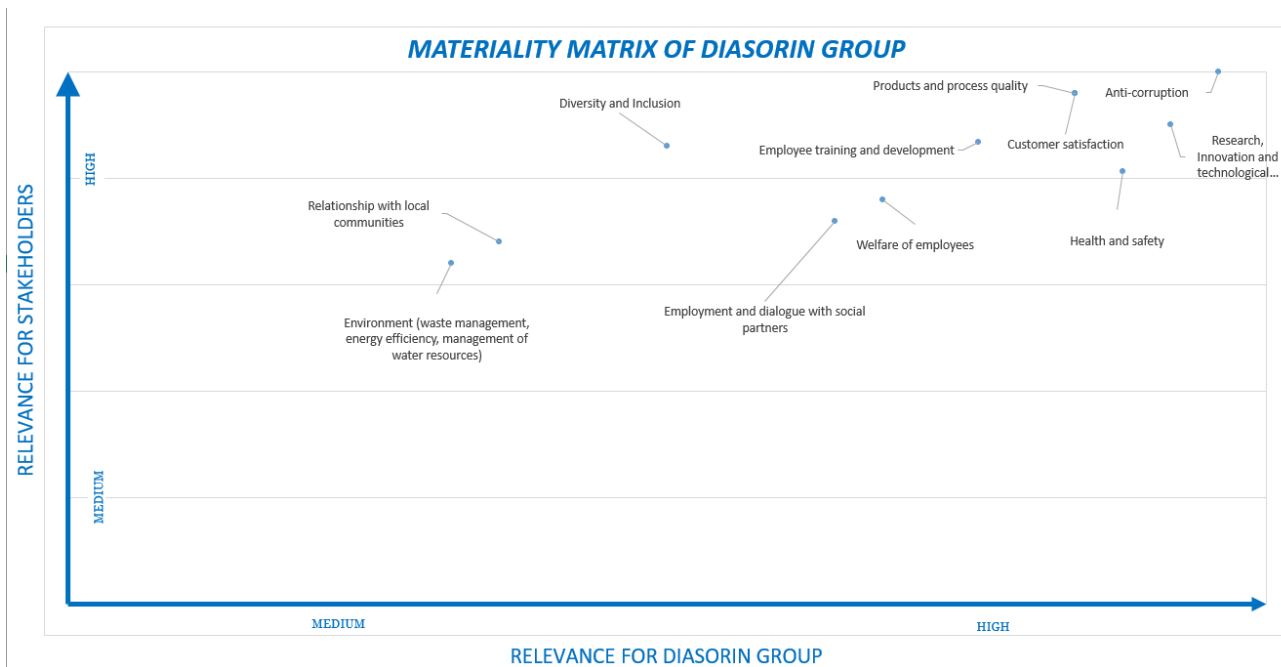 MATERIALITY MATRIX OF DIASORIN GROUP
Products and process quality
Anti-corruption
Diversity and Inclusion
Employee training and development
Customer satisfaction
Research,
Innovation and
technological...
HIGH
Relationship with local
communities
Welfare of employees
Health and safety
Employment and dialogue with social
partners
Environment (waste management,
energy efficiency, management of
water resources)
RELEVANCE FOR STAKEHOLDERS
MEDIUM
MEDIUM
HIGH
RELEVANCE FOR DIASORIN GROUP